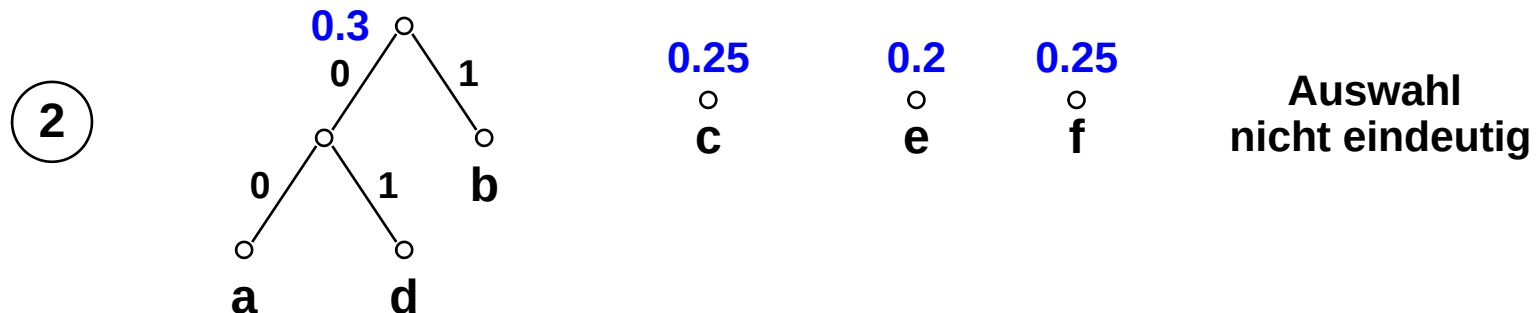 0.3
0.25 0.2 0.25
0 1
Auswahl
2
c e f
nicht eindeutig
0 1 b
a d